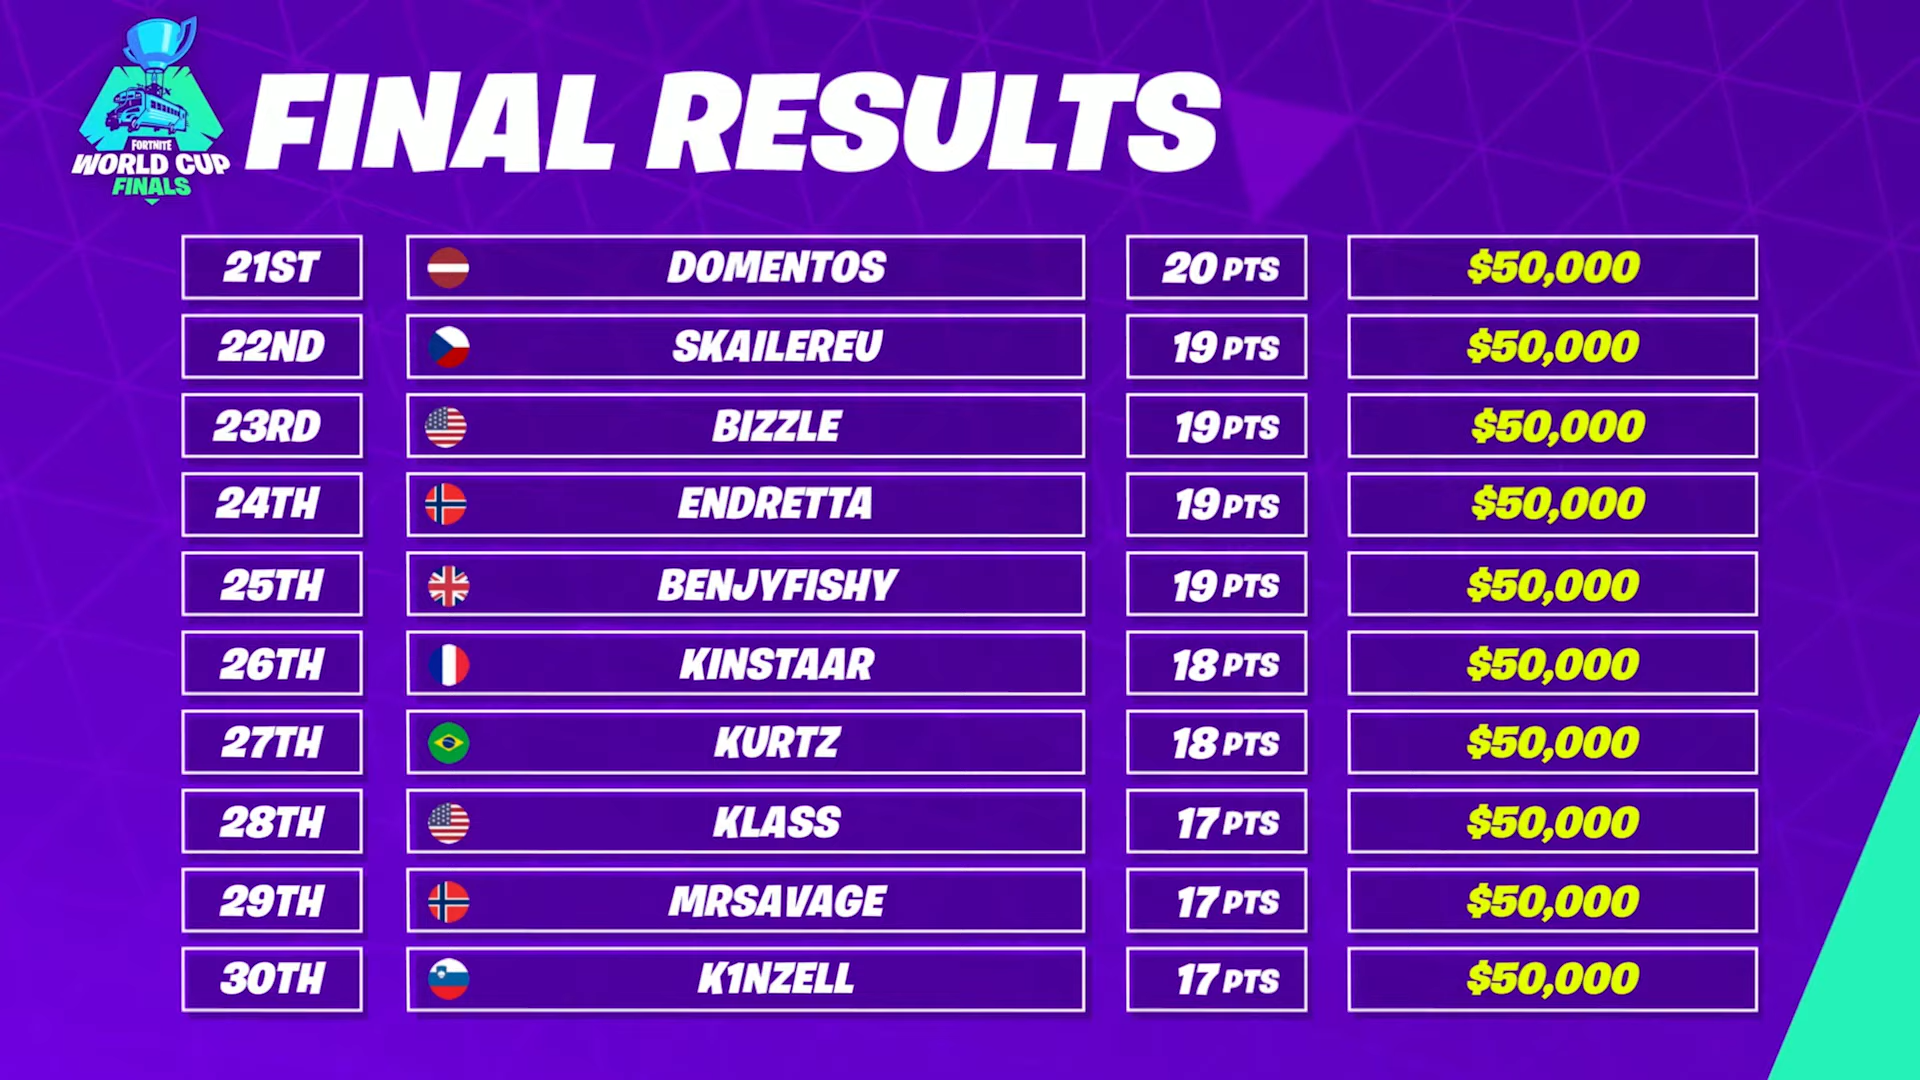 FORTNITE
WORLD CUP
FINALS
FINAL RESULTS
21ST DOMENTOS 20 PTS $50,000
22ND SKAILEREU 19 PTS $50,000
23RD BIZZLE 19 PTS $50,000
24TH ENDRETTA 19 PTS $50,000
25TH BENJYFISHY 19 PTS $50,000
26TH KINSTAAR 18 PTS $50,000
27TH KURTZ 18 PTS $50,000
28TH KLASS 17 PTS $50,000
29TH MRSAVAGE 17 PTS $50,000
30TH K1NZELL 17 PTS $50,000